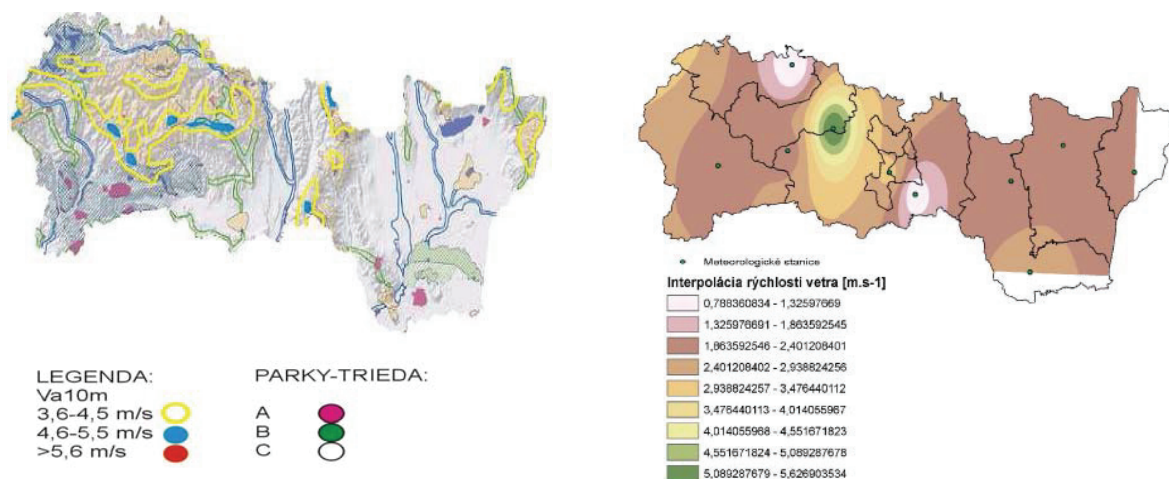 LEGENDA:
Va10m
3,6-4,5 m/s
4,6-5,5 m/s
>5,6 m/s
PARKY-TRIEDA:
A
B
C
Meteorologické stanice
Interpolácia rýchlosti vetra [m.s-1]
0,788360834 - 1,32597669
1,325976691 - 1,863592545
1,863592546 - 2,401208401
2,401208402 - 2,938824256
2,938824257 - 3,476440112
3,476440113 - 4,014055967
4,014055968 - 4,551671823
4,551671824 - 5,089287678
5,089287679 - 5,626903534